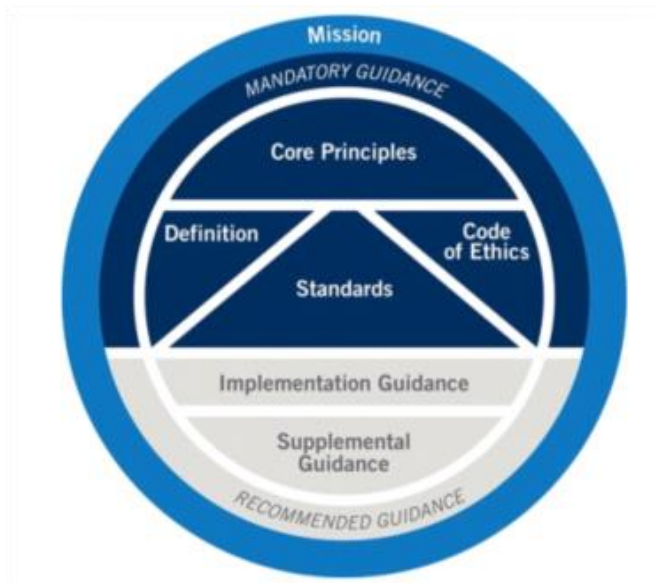 Mission
MANDATORY GUIDANCE
Core Principles
Definition
Code
of Ethics
Standards
Implementation Guidance
Supplemental
Guidance
RECOMMENDED GUIDANCE